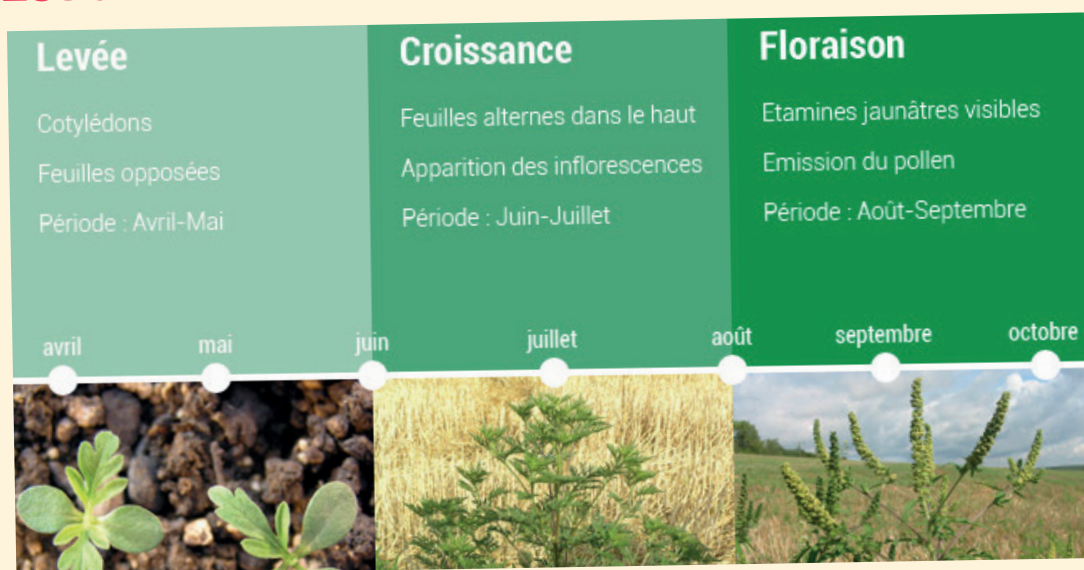 Levée
Cotylédons
Feuilles opposées
Période : Avril-Mai
Croissance
Feuilles alternes dans le haut
Apparition des inflorescences
Période : Juin-Juillet
Floraison
Etamines jaunâtres visibles
Emission du pollen
Période : Août-Septembre
avril mai juin juillet août septembre octobre